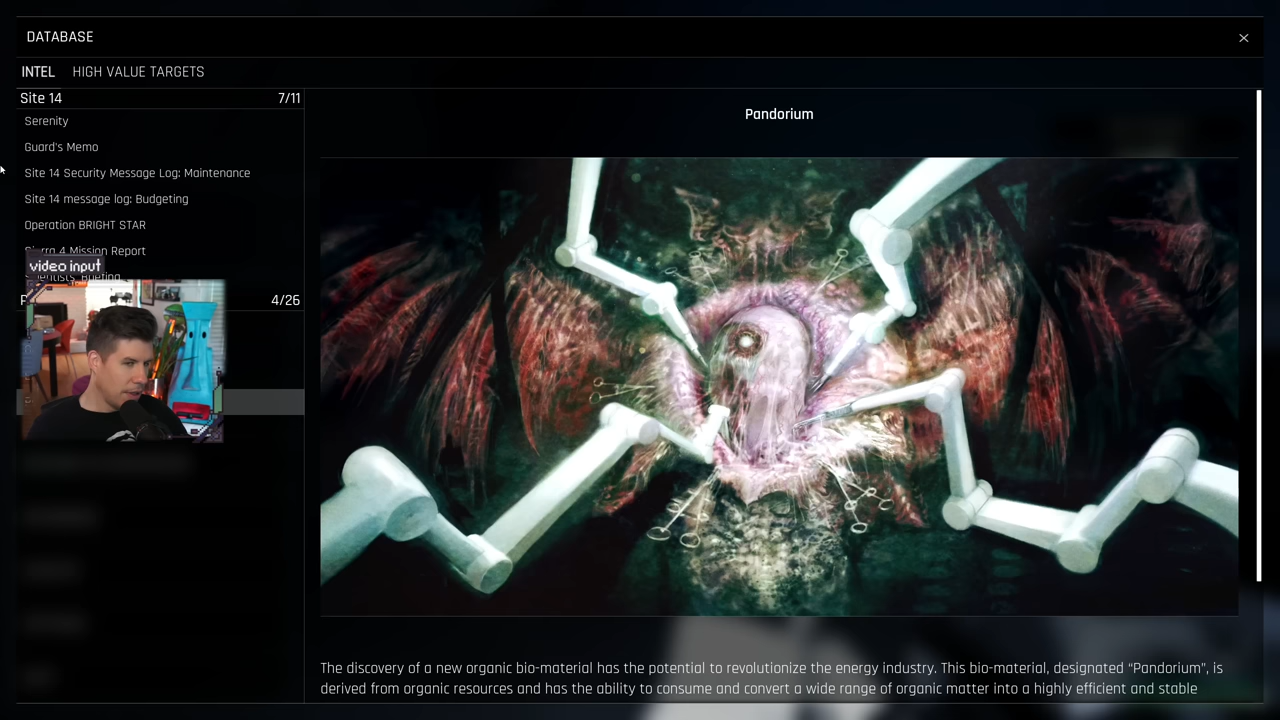 DATABASE
INTEL HIGH VALUE TARGETS
Site 14 7/11
Serenity
Guard's Memo
Site 14 Security Message Log: Maintenance
Site 14 message log: Budgeting
Operation BRIGHT STAR
Sierra 4 Mission Report
video input
4/26
Pandorium
The discovery of a new organic bio-material has the potential to revolutionize the energy industry. This bio-material, designated “Pandorium”, is
derived from organic resources and has the ability to consume and convert a wide range of organic matter into a highly efficient and stable